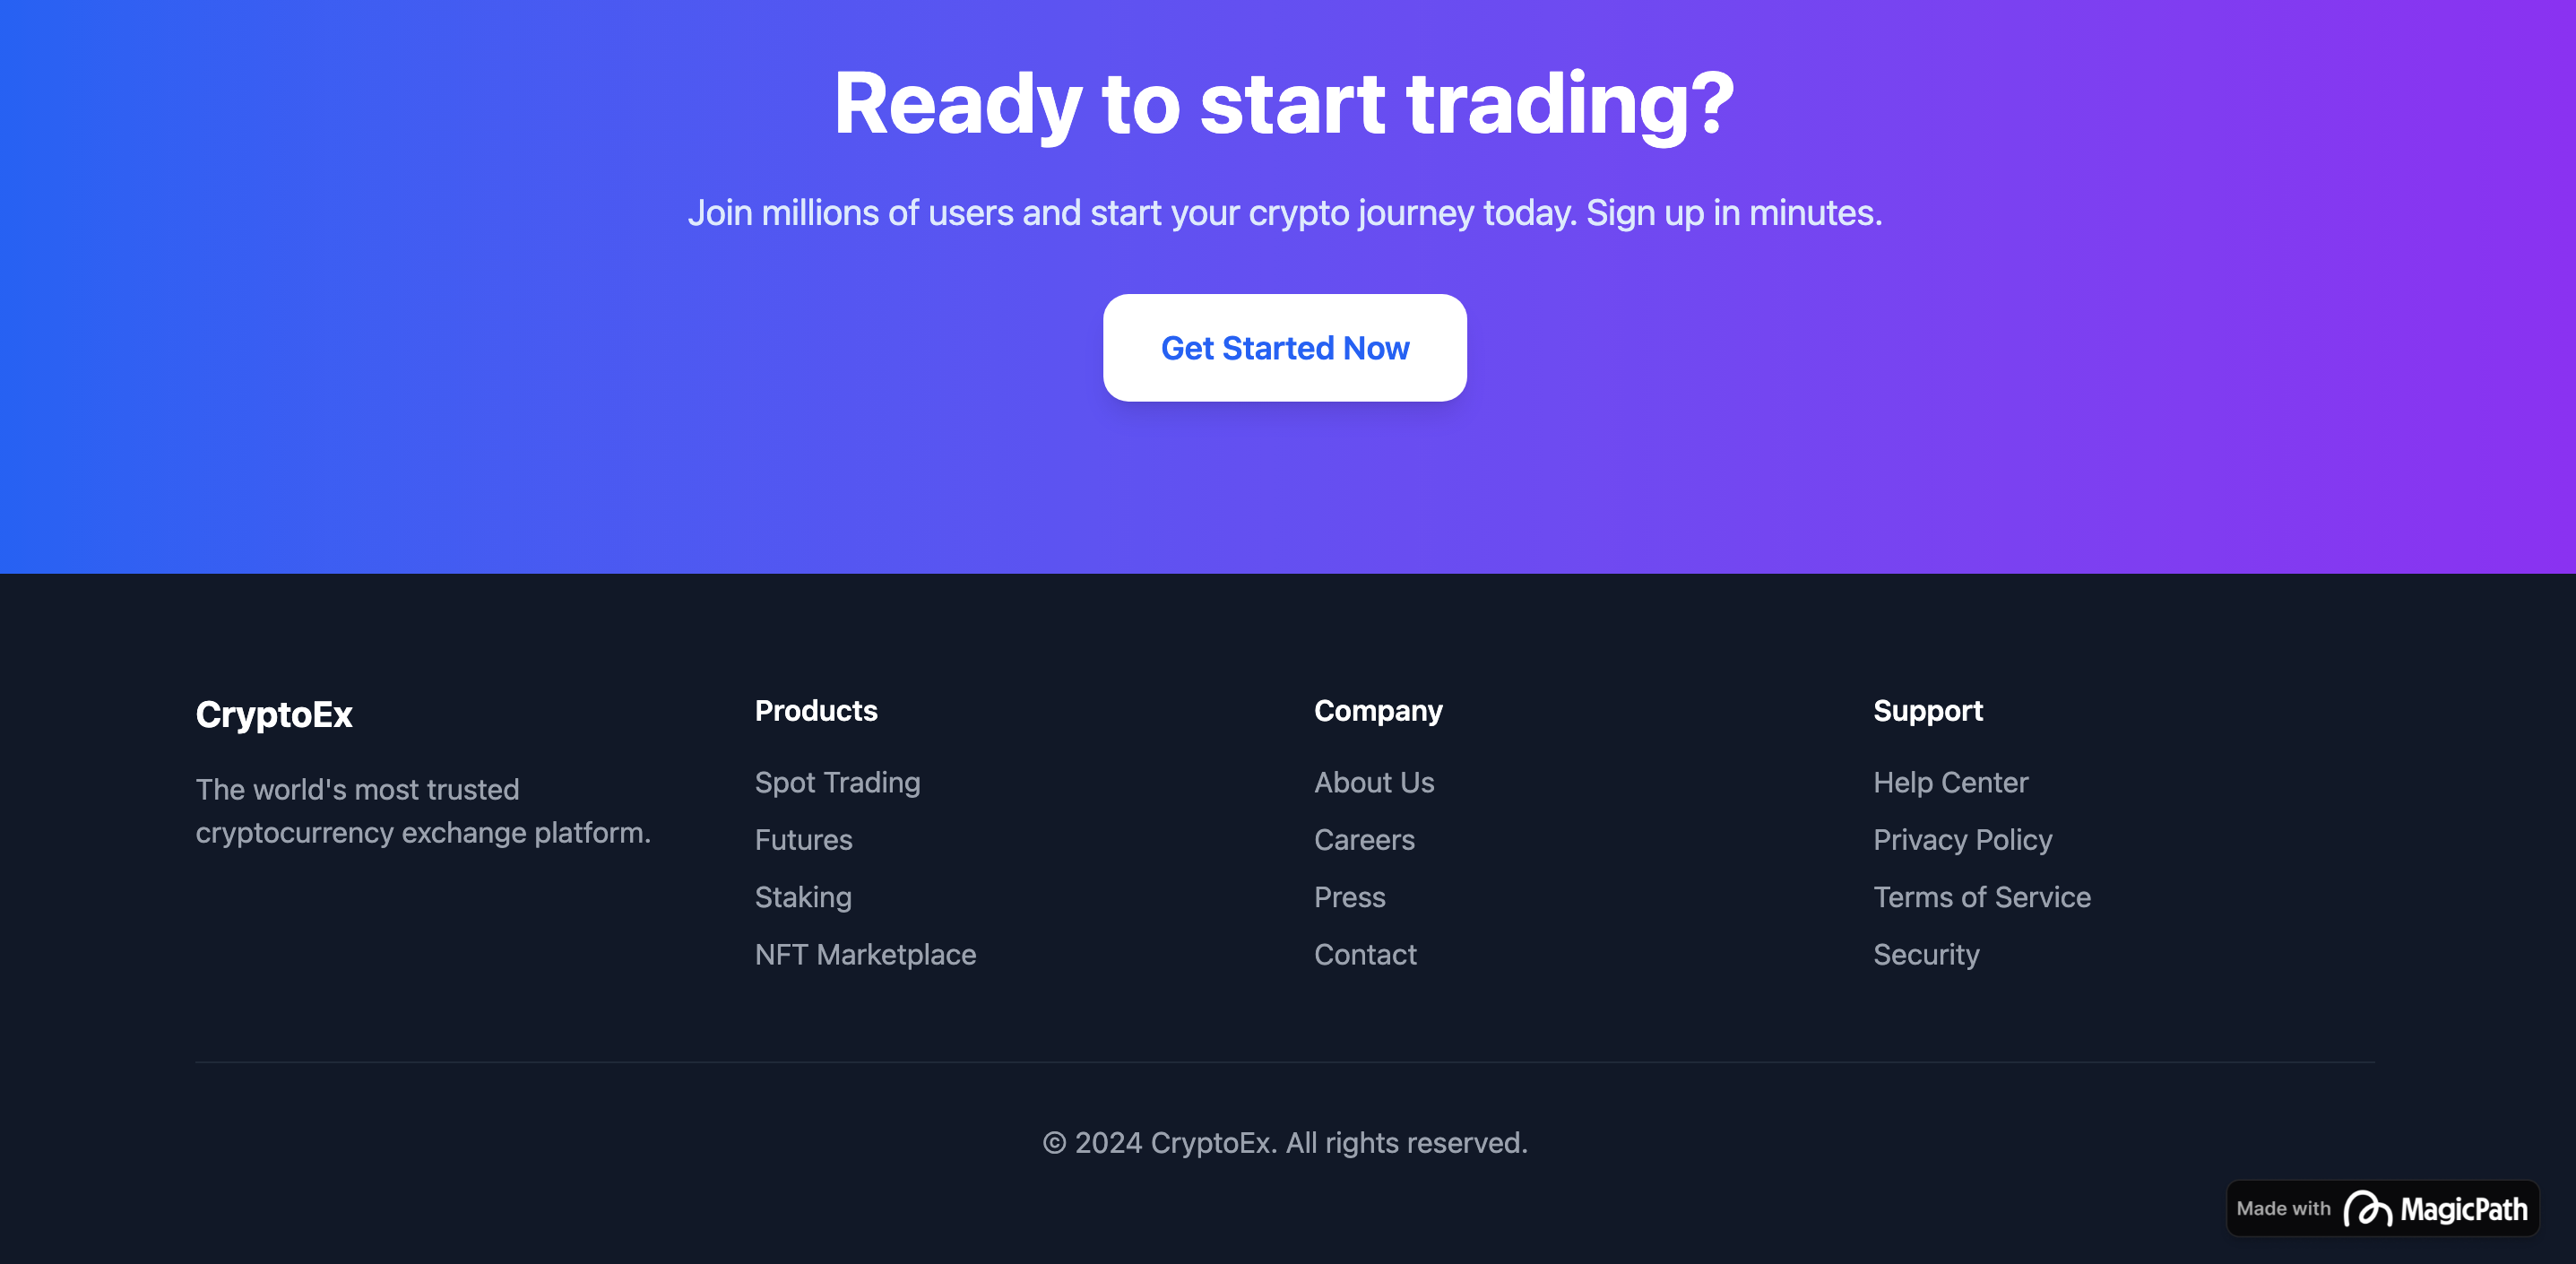 Ready to start trading?
Join millions of users and start your crypto journey today. Sign up in minutes.
Get Started Now
CryptoEx
The world's most trusted
cryptocurrency exchange platform.
Products
Spot Trading
Futures
Staking
NFT Marketplace
Company
About Us
Careers
Press
Contact
Support
Help Center
Privacy Policy
Terms of Service
Security
© 2024 CryptoEx. All rights reserved.
Made with MagicPath